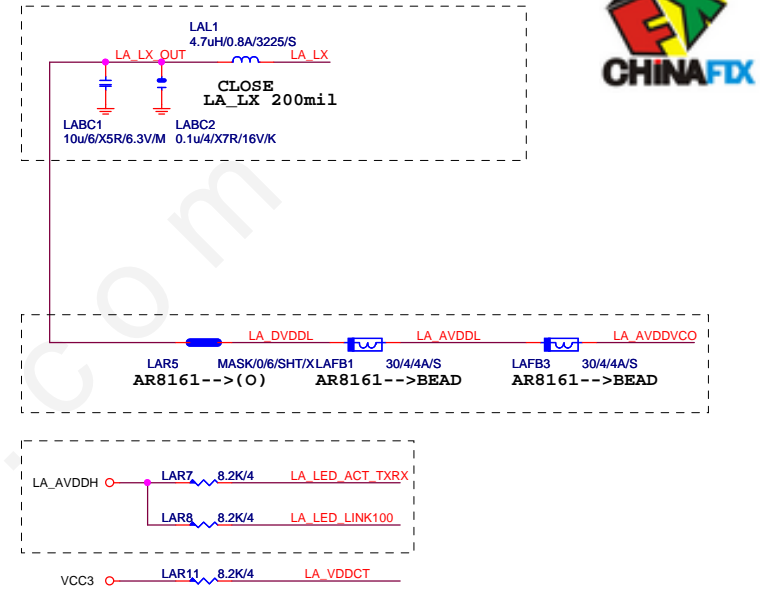 LAL1
4.7uH/0.8A/3225/S
LA_LX_OUT
LA_LX
CHINAFIX
CLOSE
LA_LX 200mil
LABC1
LABC2
10u/6/X5R/6.3V/M
0.1u/4/X7R/16V/K
.com
LA_DVDDL
LA_AVDDL
LA_AVDDVCO
LAR5
MASK/0/6/SHT/X
LAFB1
30/4/4A/S
LAFB3
30/4/4A/S
AR8161-->(O)
AR8161-->BEAD
AR8161-->BEAD
LA_AVDDH
LAR7
8.2K/4
LA_LED_ACT_TXRX
LAR8
8.2K/4
LA_LED_LINK100
VCC3
LAR11
8.2K/4
LA_VDDCT